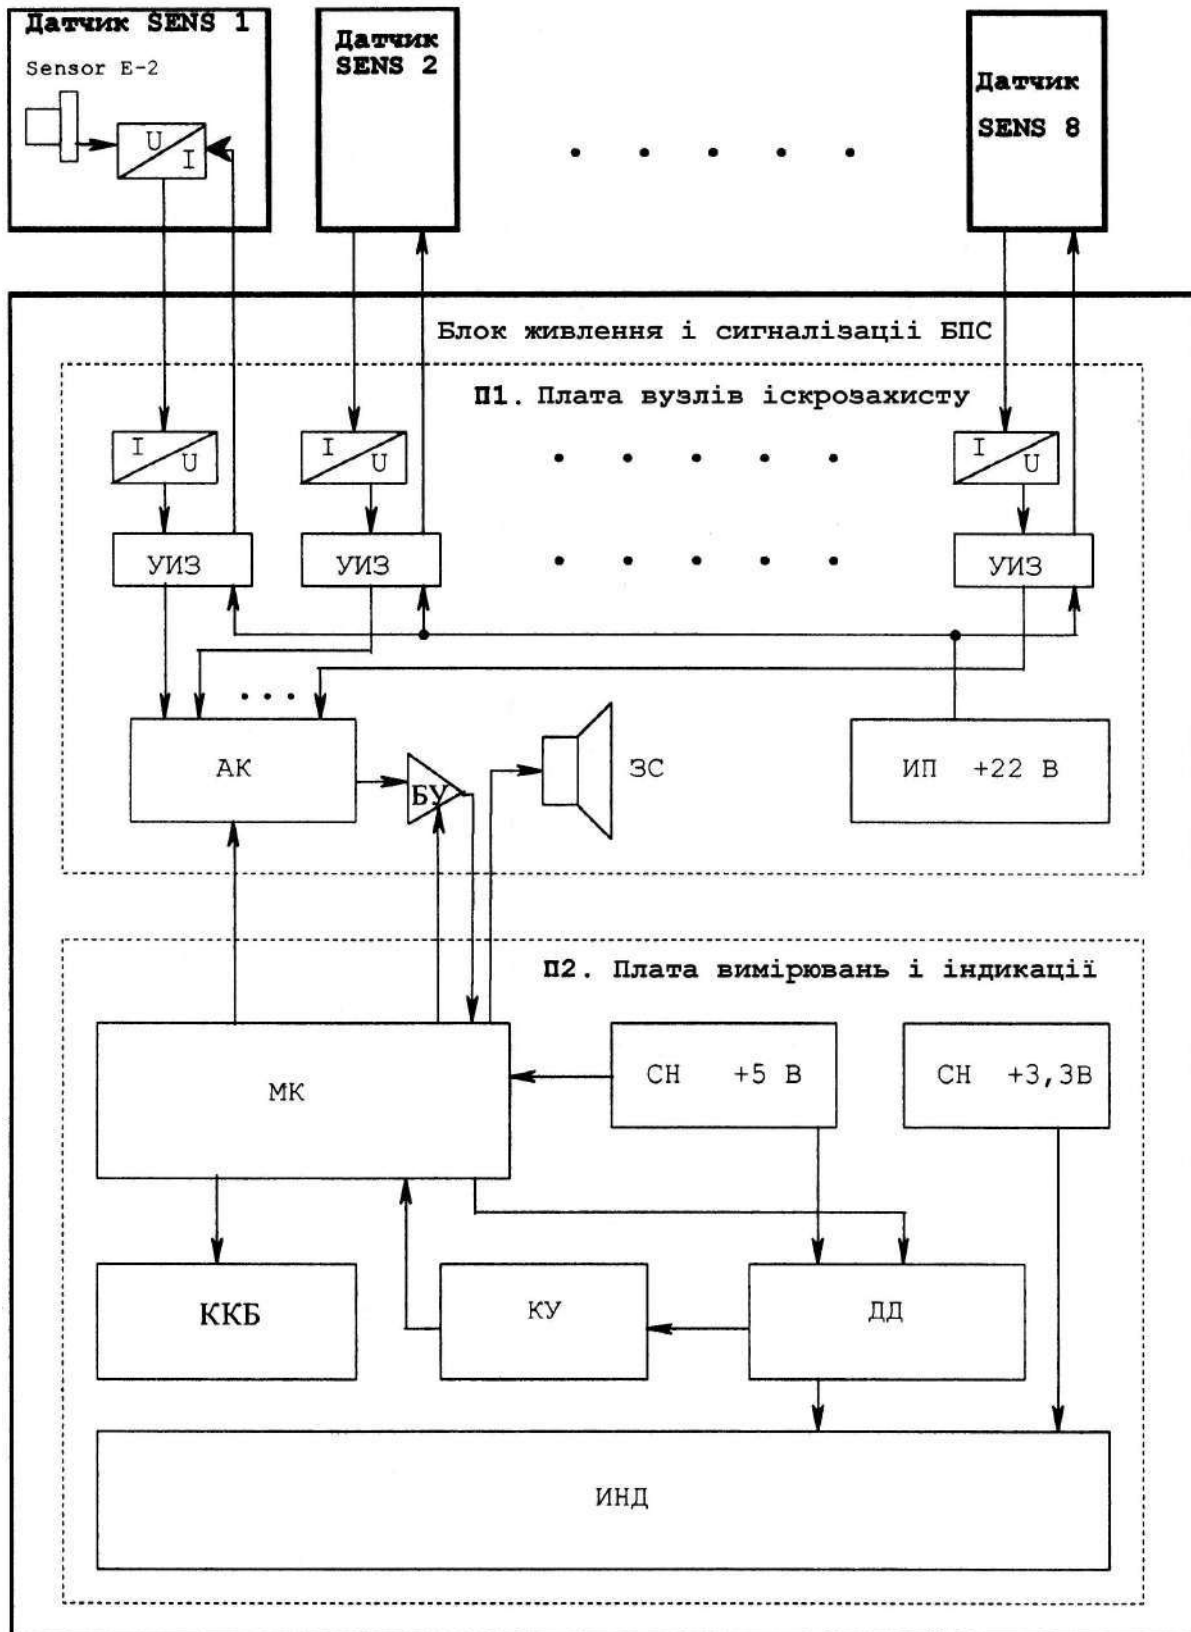 Датчик SENS 1
Sensor E-2
U
I
Датчик
SENS 2
Датчик
SENS 8
Блок живлення і сигналізаціі БПС
П1. Плата вузлів іскрозахисту
I
U
I
U
I
U
УИЗ
УИЗ
УИЗ
АК
БУ
ЗС
ИП +22 В
П2. Плата вимірювань і індикації
МК
СН +5 В
СН +3,3В
ККБ
КУ
ДД
ИНД